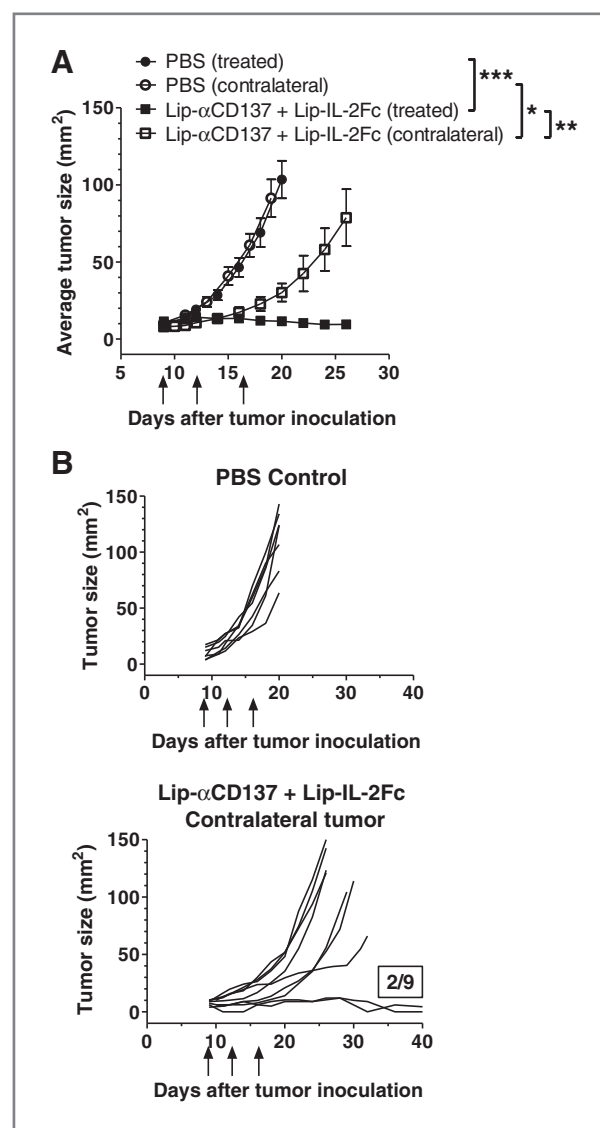 A
PBS (treated)
PBS (contralateral)
Lip-αCD137 + Lip-IL-2Fc (treated)
Lip-αCD137 + Lip-IL-2Fc (contralateral)
***
*
**
Average tumor size (mm²)
150
100
50
0
5 10 15 20 25 30
Days after tumor inoculation
B
PBS Control
Tumor size (mm²)
150
100
50
0
0 10 20 30 40
Days after tumor inoculation
Lip-αCD137 + Lip-IL-2Fc
Contralateral tumor
Tumor size (mm²)
150
100
50
0
2/9
0 10 20 30 40
Days after tumor inoculation